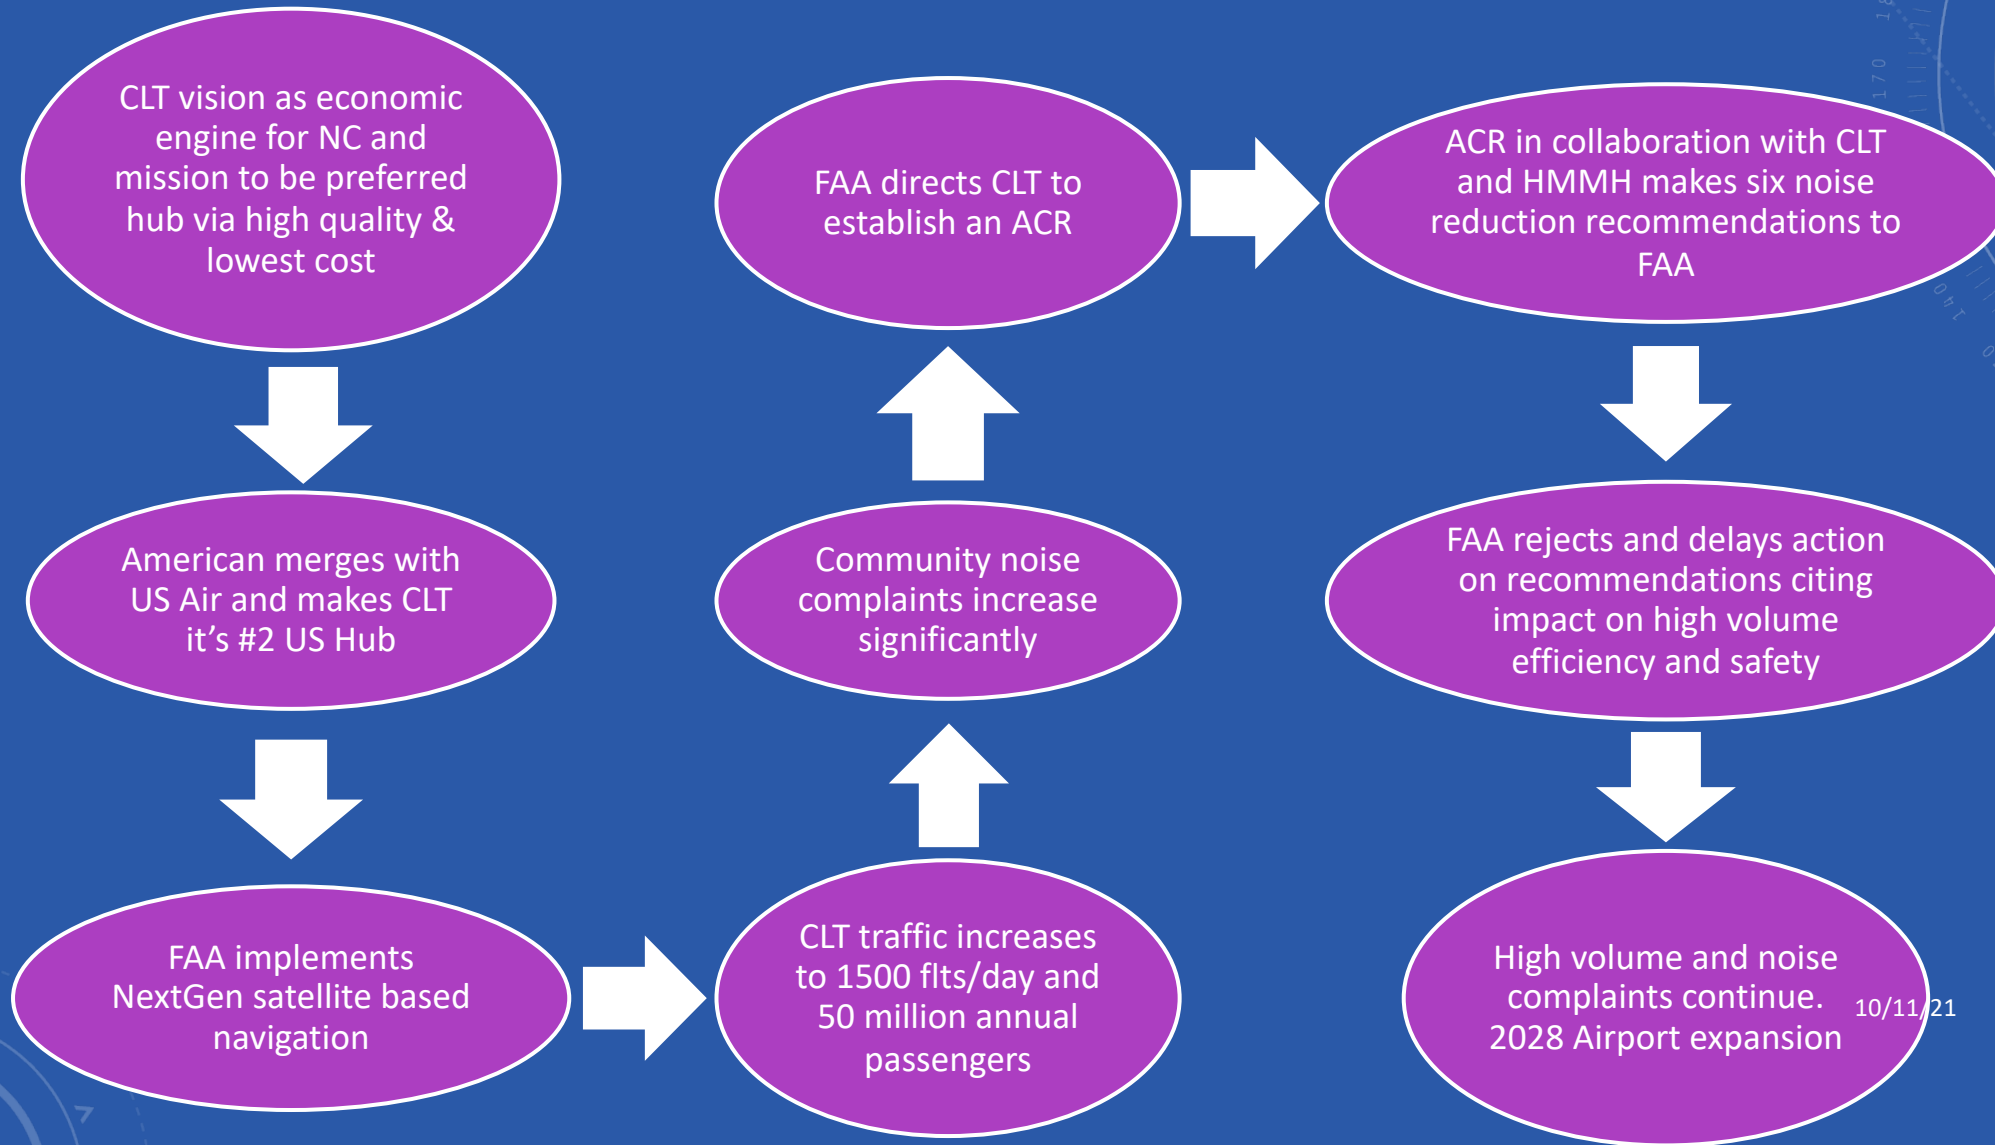 CLT vision as economic
engine for NC and
mission to be preferred
hub via high quality &
lowest cost
American merges with
US Air and makes CLT
it’s #2 US Hub
FAA implements
NextGen satellite based
navigation
CLT traffic increases
to 1500 flts/day and
50 million annual
passengers
Community noise
complaints increase
significantly
FAA directs CLT to
establish an ACR
ACR in collaboration with CLT
and HMMH makes six noise
reduction recommendations to
FAA
FAA rejects and delays action
on recommendations citing
impact on high volume
efficiency and safety
High volume and noise
complaints continue.
2028 Airport expansion
10/11/21
170
140